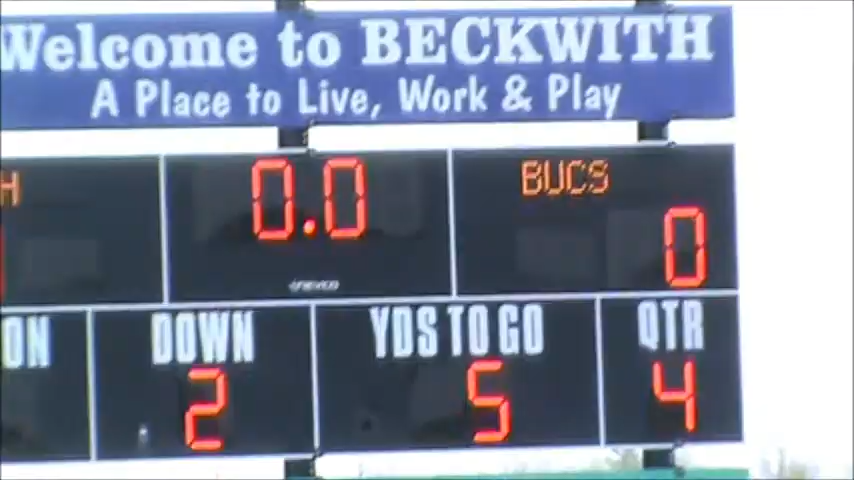 Welcome to BECKWITH
A Place to Live, Work & Play
H 0.0 BUCS
0
ON DOWN YDS TO GO QTR
2 5 4